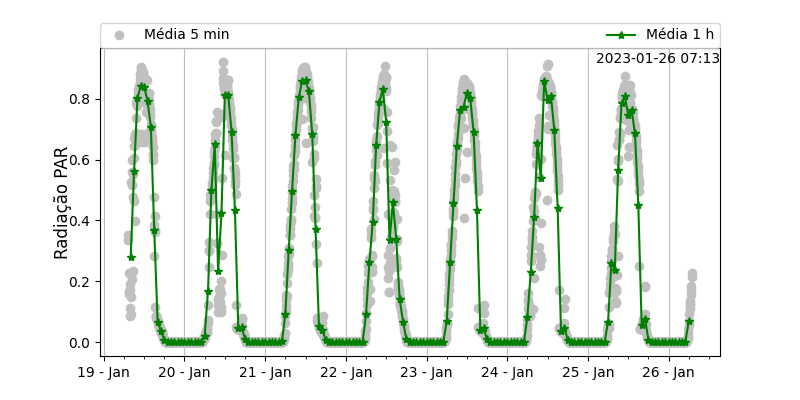 Média 5 min
Média 1 h
2023-01-26 07:13
Radiação PAR
0.8
0.6
0.4
0.2
0.0
19 - Jan
20 - Jan
21 - Jan
22 - Jan
23 - Jan
24 - Jan
25 - Jan
26 - Jan